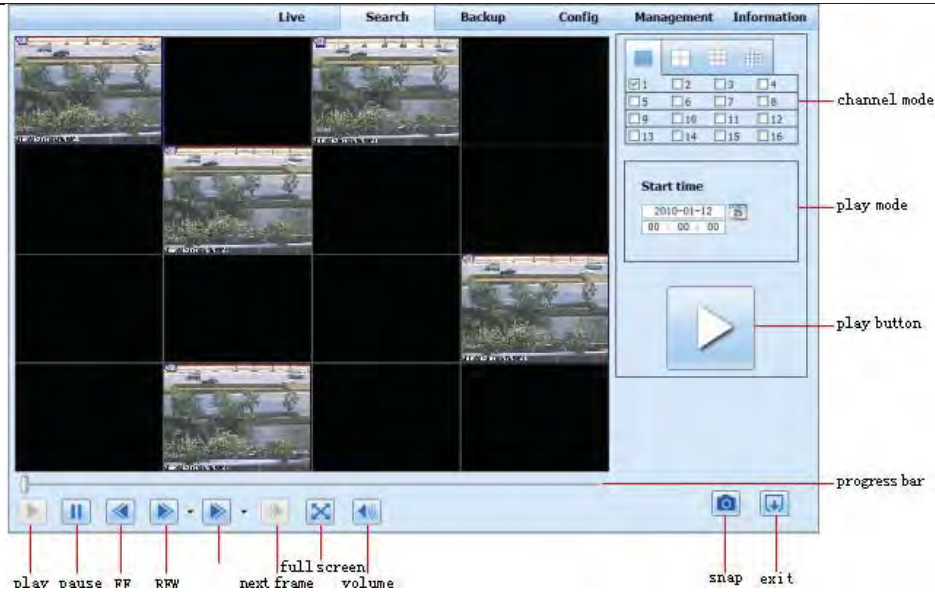 Live Search Backup Config Management Information
1 2 3 4
5 6 7 8
9 10 11 12
13 14 15 16
channel mode
Start time
2010-01-12
00 : 00 : 00
play mode
play button
progress bar
full screen
play pause FF RFW next frame volume snap exit